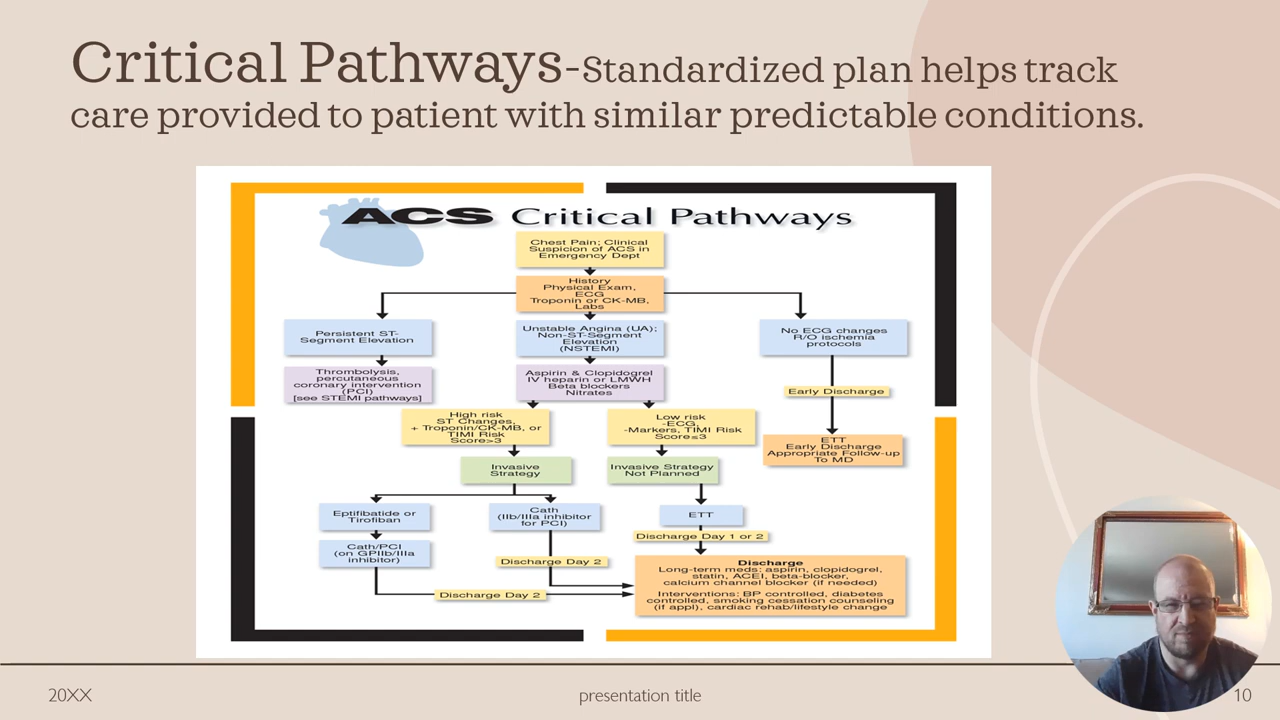 Critical Pathways-Standardized plan helps track
care provided to patient with similar predictable conditions.
ACS Critical Pathways
Chest Pain; Clinical
Suspicion of ACS in
Emergency Dept
History
Physical Exam,
ECG
Troponin or CK-MB,
Labs
Persistent ST-
Segment Elevation
Unstable Angina (UA);
Non-ST-Segment
Elevation
(NSTEMI)
No ECG changes
R/O Ischemia
protocols
Thrombolysis,
percutaneous
coronary intervention
(PCI)
[see STEMI pathways]
Aspirin & Clopidogrel
IV heparin or LMWH
Beta blockers
Nitrates
Early Discharge
High risk
ST Changes,
+ Troponin/CK-MB, or
TIMI Risk
Score>3
Low risk
-ECG,
-Markers, TIMI Risk
Score≤3
ETT
Early Discharge
Appropriate Follow-up
To MD
Invasive
Strategy
Invasive Strategy
Not Planned
Eptifibatide or
Tirofiban
Cath
(IIb/IIIa inhibitor
for PCI)
ETT
Discharge Day 1 or 2
Cath/PCI
(on GPIIb/IIIa
inhibitor)
Discharge Day 2
Discharge Day 2
Discharge
Long-term meds: aspirin, clopidogrel,
statin, ACEI, beta-blocker,
calcium channel blocker (if needed)
Interventions: BP controlled, diabetes
controlled, smoking cessation counseling
(if appl), cardiac rehab/lifestyle change
20XX
presentation title
10